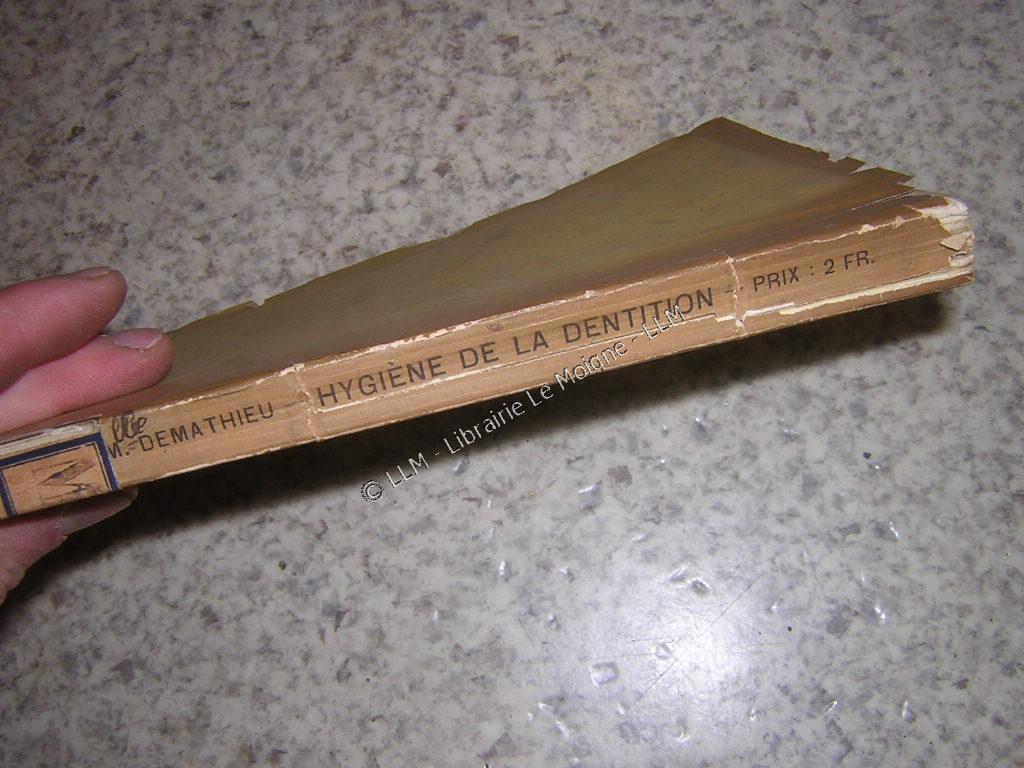 M.-DEMATHIEU — HYGIÈNE DE LA DENTITION — PRIX : 2 FR.
© LLM - Librairie Le Moigne - LLM